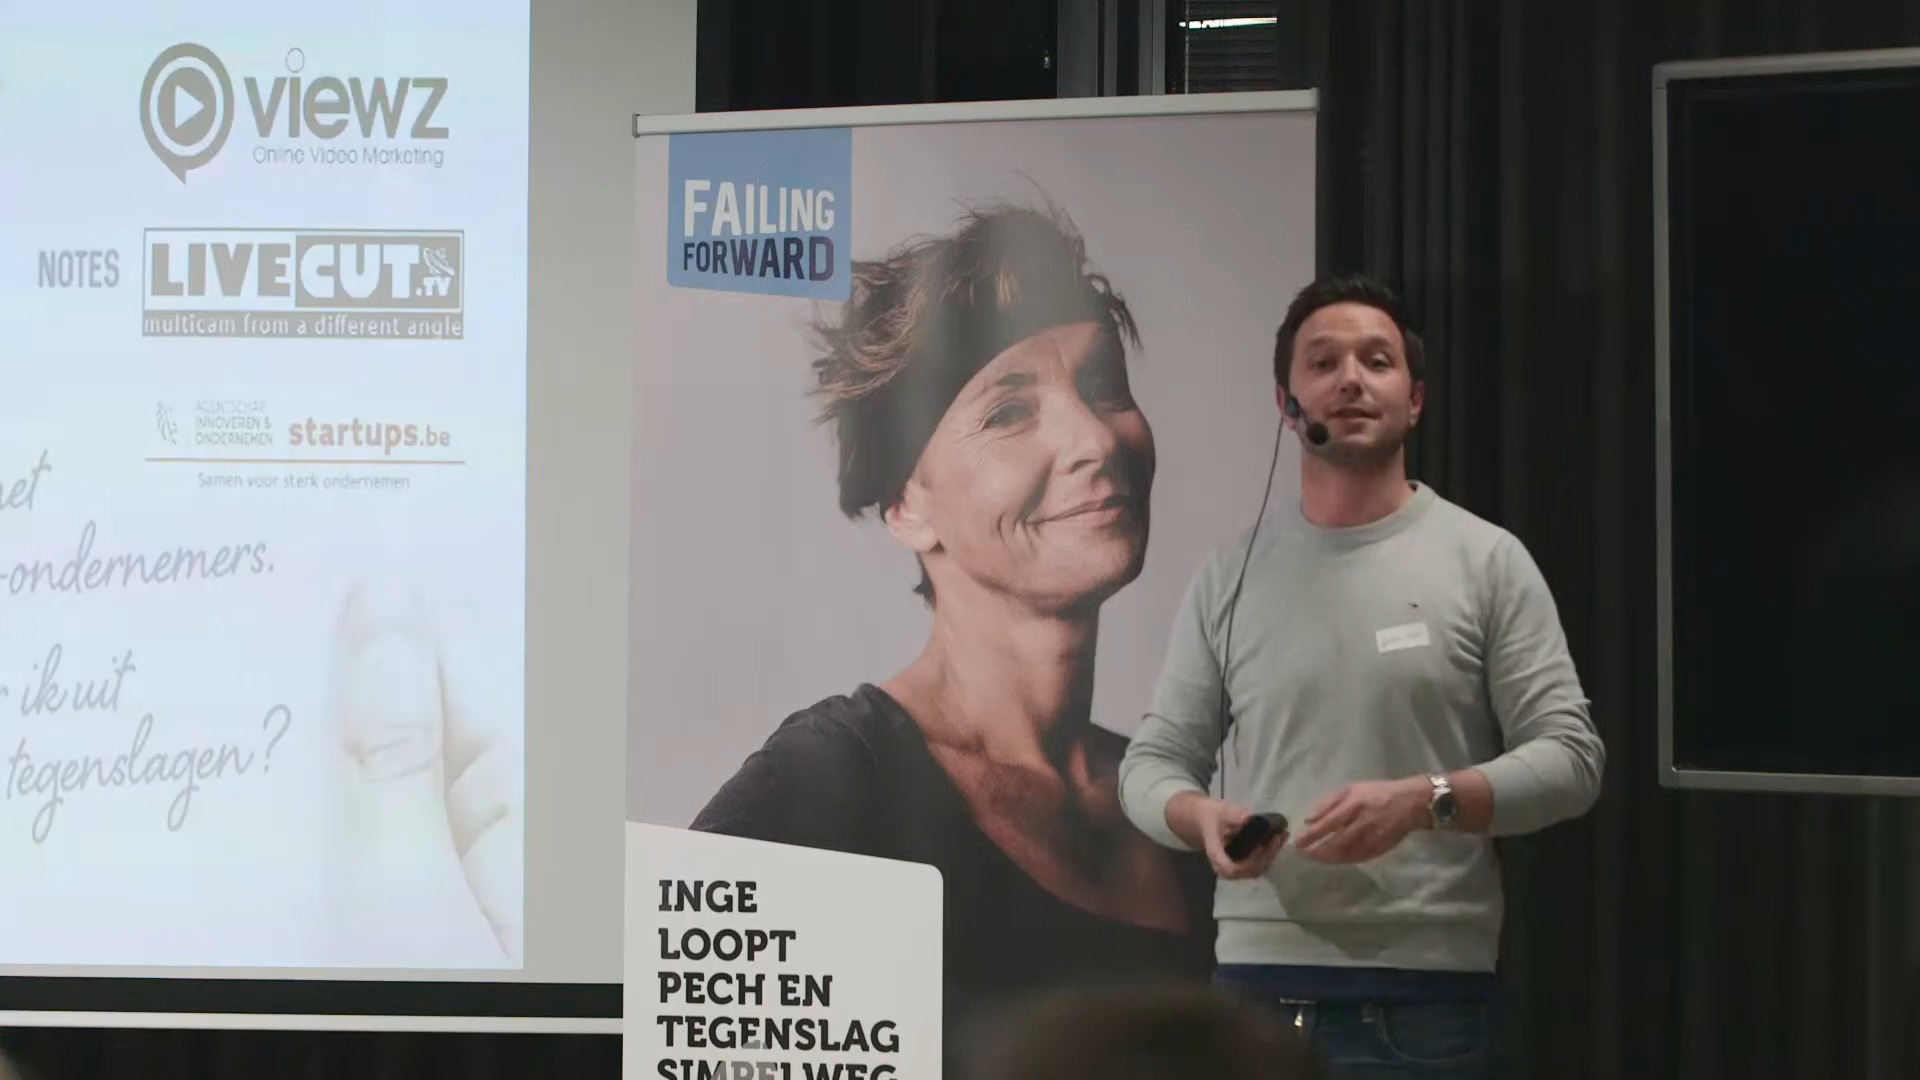 viewz
Online Video Marketing
NOTES
LIVECUT.TV
multicam from a different angle
AGENTSCHAP
INNOVEREN &
ONDERNEMEN
startups.be
Samen voor sterk ondernemen
-ondernemers.
ik uit
tegenslagen?
FAILING
FORWARD
INGE
LOOPT
PECH EN
TEGENSLAG
SIMPELWEG